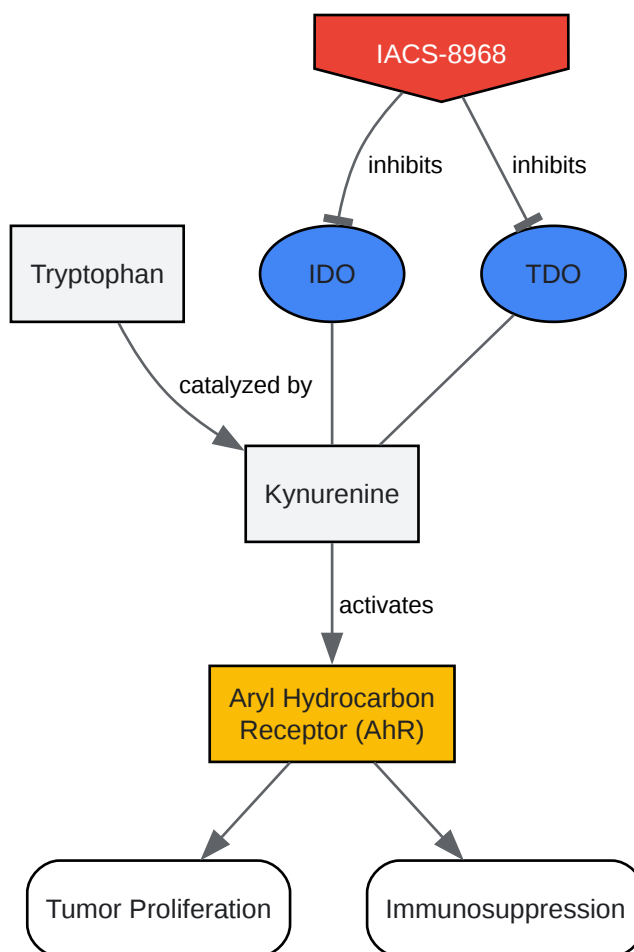 IACS-8968
inhibits
inhibits
Tryptophan
IDO
TDO
catalyzed by
Kynurenine
activates
Aryl Hydrocarbon
Receptor (AhR)
Tumor Proliferation
Immunosuppression